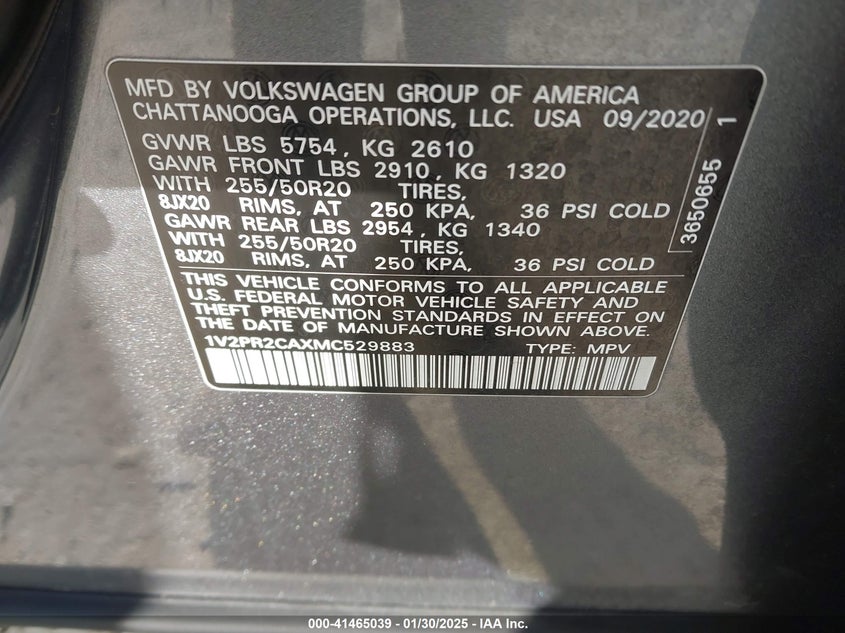 MFD BY VOLKSWAGEN GROUP OF AMERICA
CHATTANOOGA OPERATIONS, LLC. USA 09/2020
GVWR LBS 5754, KG 2610
GAWR FRONT LBS 2910, KG 1320
WITH 255/50R20 TIRES,
8JX20 RIMS, AT 250 KPA, 36 PSI COLD
GAWR REAR LBS 2954, KG 1340
WITH 255/50R20 TIRES,
8JX20 RIMS, AT 250 KPA, 36 PSI COLD
THIS VEHICLE CONFORMS TO ALL APPLICABLE
U.S. FEDERAL MOTOR VEHICLE SAFETY AND
THEFT PREVENTION STANDARDS IN EFFECT ON
THE DATE OF MANUFACTURE SHOWN ABOVE.
1V2PR2CAXMC529883 TYPE: MPV
3650655 1
000-41465039 - 01/30/2025 - IAA Inc.